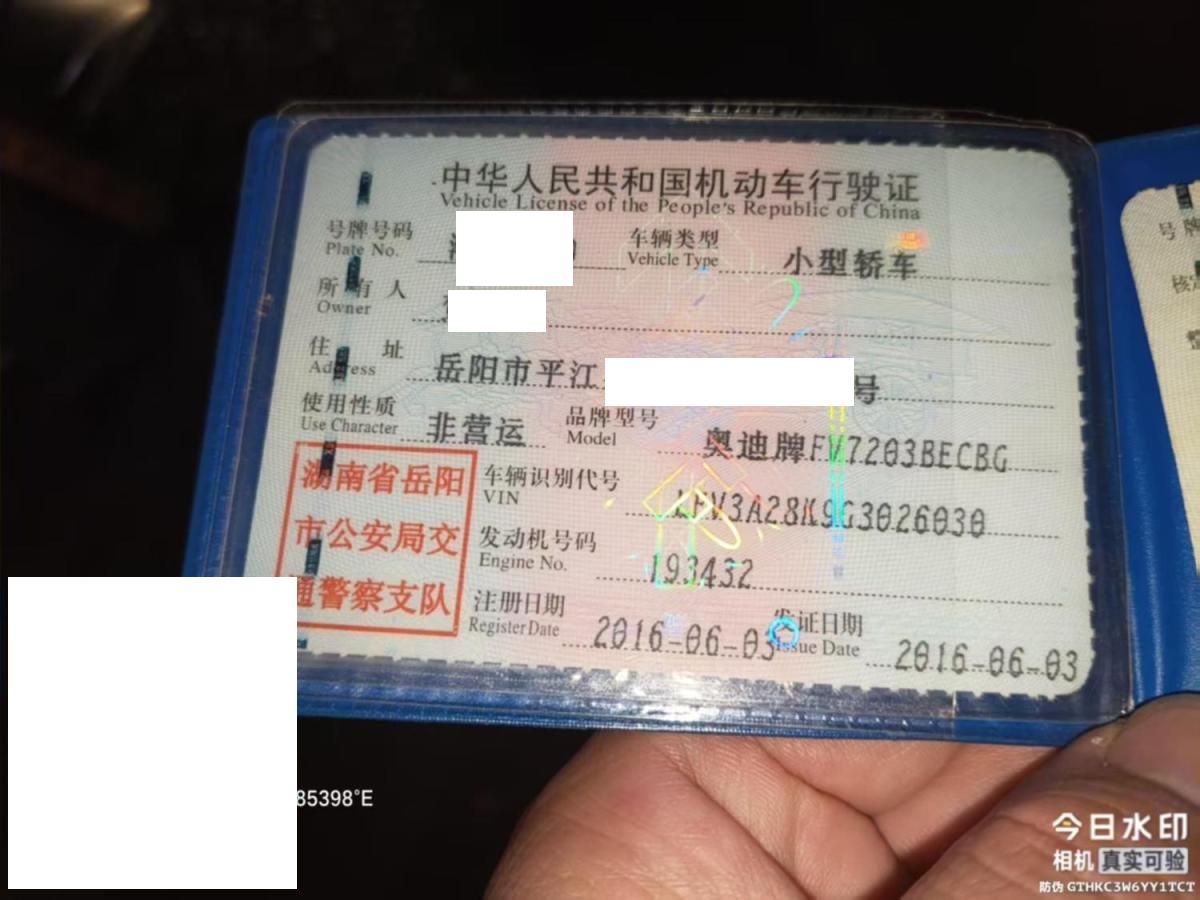 中华人民共和国机动车行驶证
Vehicle License of the People's Republic of China
号牌号码
Plate No.
车辆类型
Vehicle Type
小型轿车
所有人
Owner
住址
Address
岳阳市平江
号
使用性质
Use Character
非营运
品牌型号
Model
奥迪牌FV7203BECBG
湖南省岳阳
市公安局交
通警察支队
车辆识别代号
VIN
LFV3A28K9G3026030
发动机号码
Engine No.
193432
注册日期
Register Date
2016-06-03
发证日期
Issue Date
2016-06-03
号牌
核定
整
85398°E
今日水印
相机 真实可验
防伪 GTHKC3W6YY1TCT